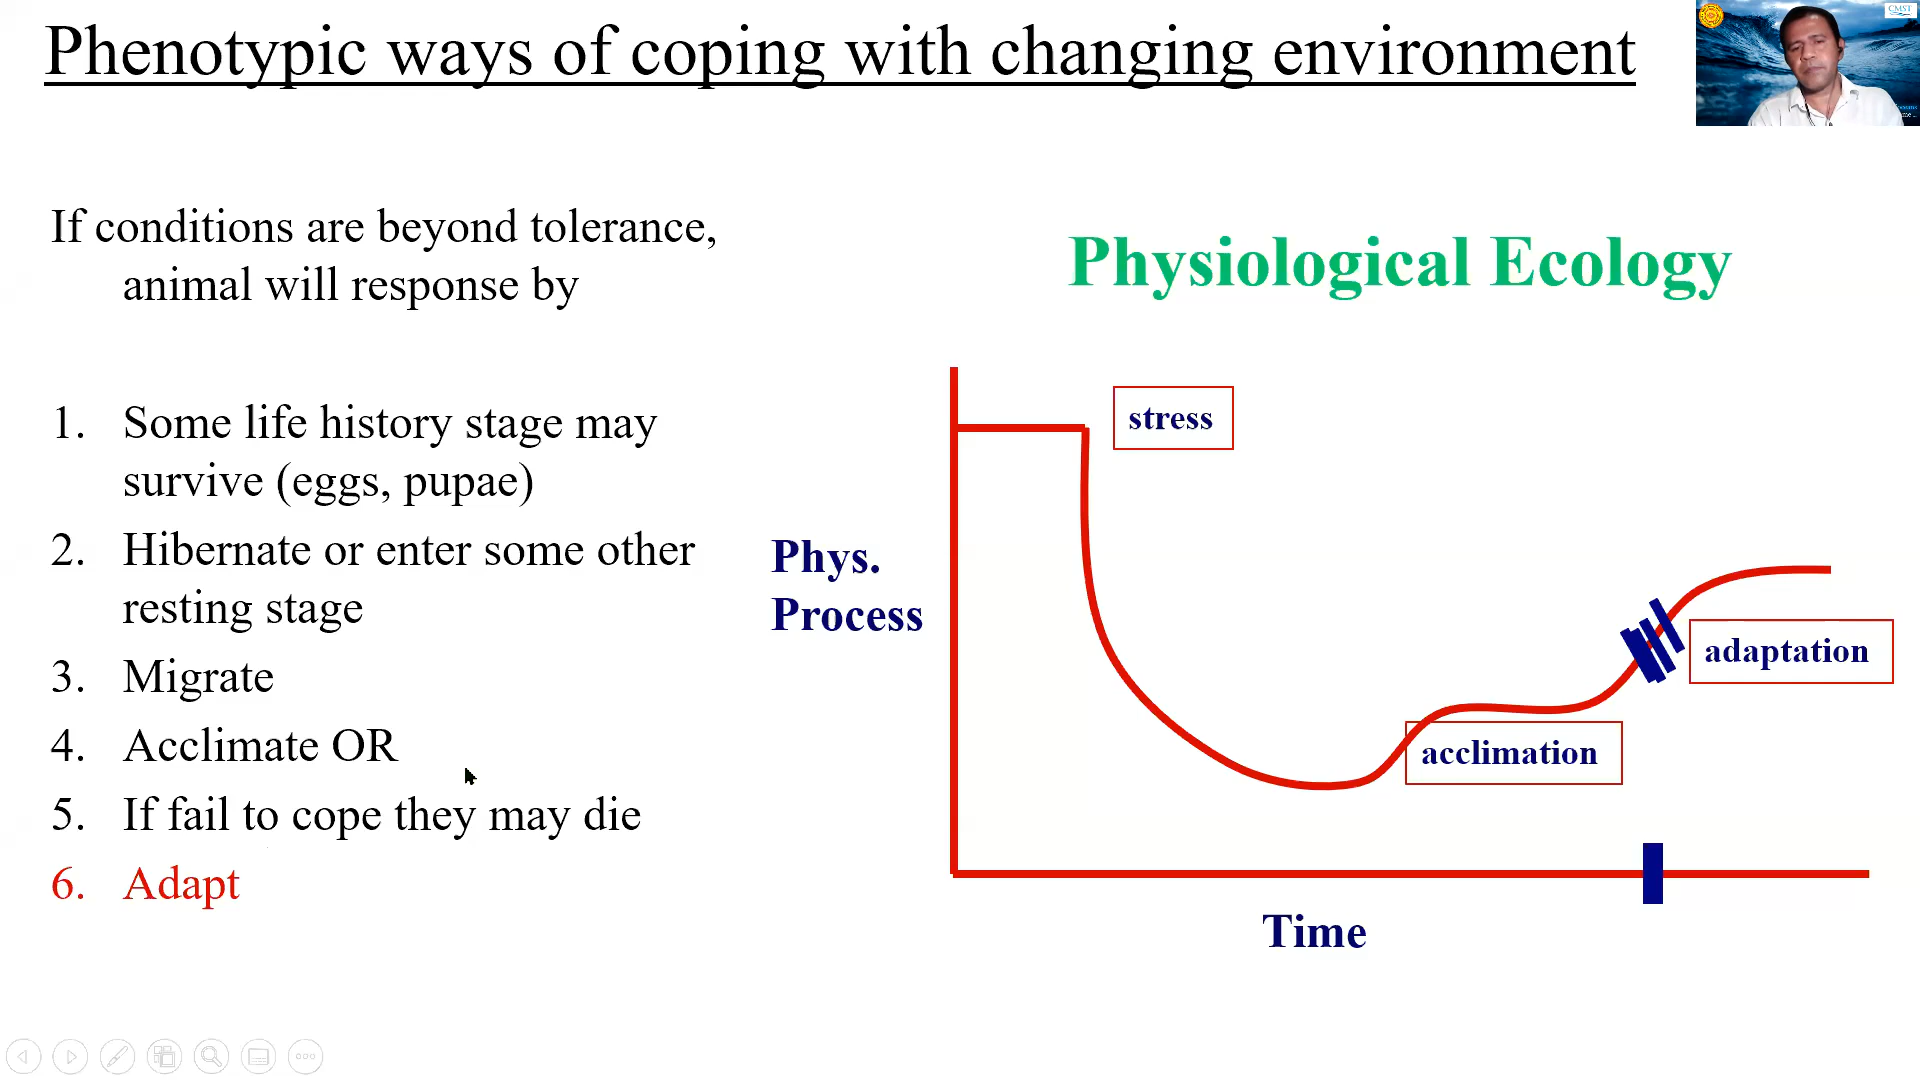 Phenotypic ways of coping with changing environment
CMST
If conditions are beyond tolerance,
animal will response by
Physiological Ecology
1. Some life history stage may
survive (eggs, pupae)
2. Hibernate or enter some other
resting stage
3. Migrate
4. Acclimate OR
5. If fail to cope they may die
6. Adapt
stress
Phys.
Process
adaptation
acclimation
Time